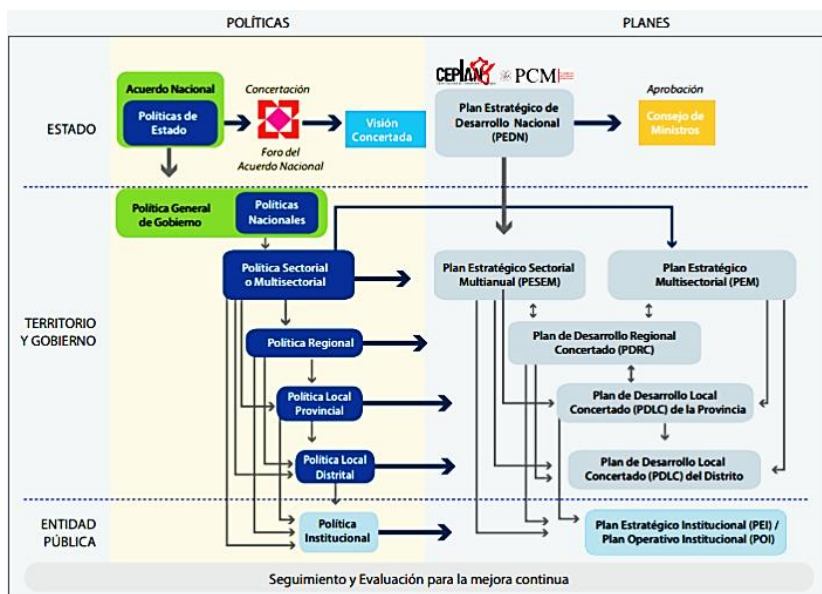 POLÍTICAS
PLANES
ESTADO
Acuerdo Nacional
Políticas de
Estado
Concertación
Foro del
Acuerdo Nacional
Visión
Concertada
CEPLAN
PCM
Plan Estratégico de
Desarrollo Nacional
(PEDN)
Aprobación
Consejo de
Ministros
TERRITORIO
Y GOBIERNO
Política General
de Gobierno
Políticas
Nacionales
Política Sectorial
o Multisectorial
Plan Estratégico Sectorial
Multianual (PESEM)
Plan Estratégico
Multisectorial (PEM)
Política Regional
Plan de Desarrollo Regional
Concertado (PDRC)
Política Local
Provincial
Plan de Desarrollo Local
Concertado (PDLC) de la Provincia
Política Local
Distrital
Plan de Desarrollo Local
Concertado (PDLC) del Distrito
ENTIDAD
PÚBLICA
Política
Institucional
Plan Estratégico Institucional (PEI) /
Plan Operativo Institucional (POI)
Seguimiento y Evaluación para la mejora continua